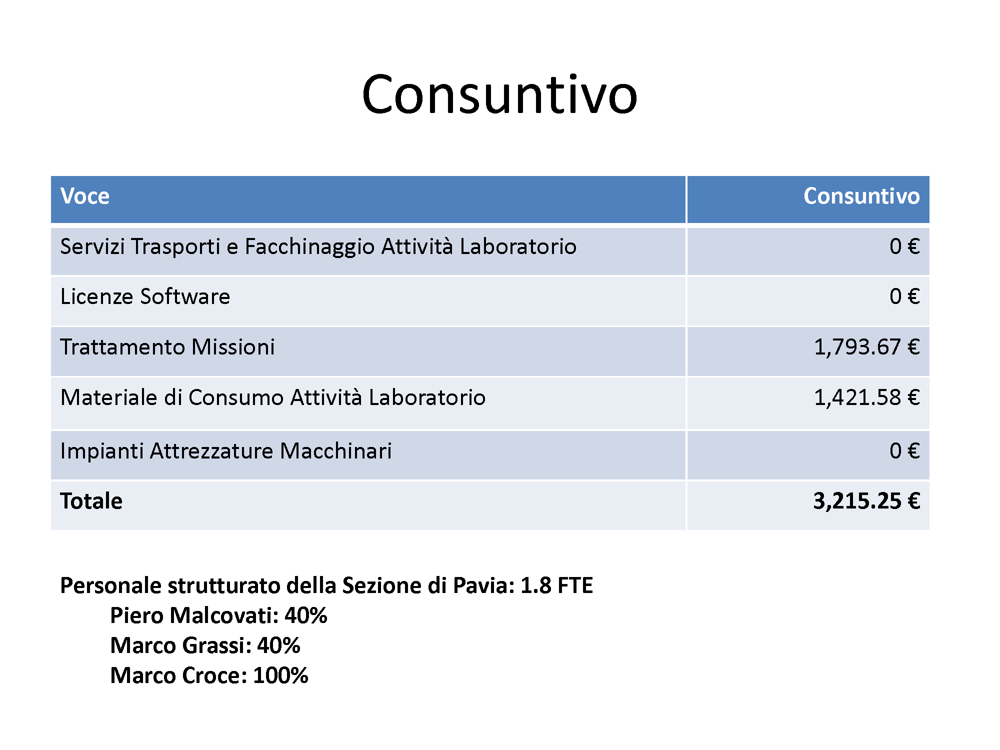 Consuntivo
Voce Consuntivo
Servizi Trasporti e Facchinaggio Attività Laboratorio 0 €
Licenze Software 0 €
Trattamento Missioni 1,793.67 €
Materiale di Consumo Attività Laboratorio 1,421.58 €
Impianti Attrezzature Macchinari 0 €
Totale 3,215.25 €
Personale strutturato della Sezione di Pavia: 1.8 FTE
Piero Malcovati: 40%
Marco Grassi: 40%
Marco Croce: 100%